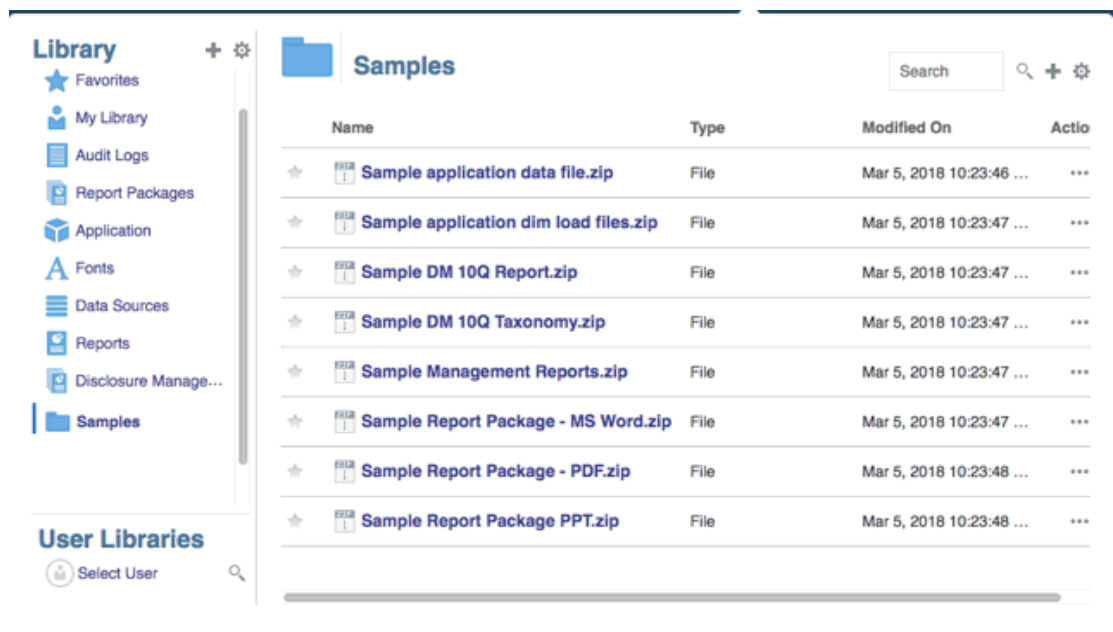 Library
Favorites
My Library
Audit Logs
Report Packages
Application
Fonts
Data Sources
Reports
Disclosure Manage...
Samples
User Libraries
Select User
Samples
Search
Name Type Modified On Actio
Sample application data file.zip File Mar 5, 2018 10:23:46 ...
Sample application dim load files.zip File Mar 5, 2018 10:23:47 ...
Sample DM 10Q Report.zip File Mar 5, 2018 10:23:47 ...
Sample DM 10Q Taxonomy.zip File Mar 5, 2018 10:23:47 ...
Sample Management Reports.zip File Mar 5, 2018 10:23:47 ...
Sample Report Package - MS Word.zip File Mar 5, 2018 10:23:47 ...
Sample Report Package - PDF.zip File Mar 5, 2018 10:23:48 ...
Sample Report Package PPT.zip File Mar 5, 2018 10:23:48 ...